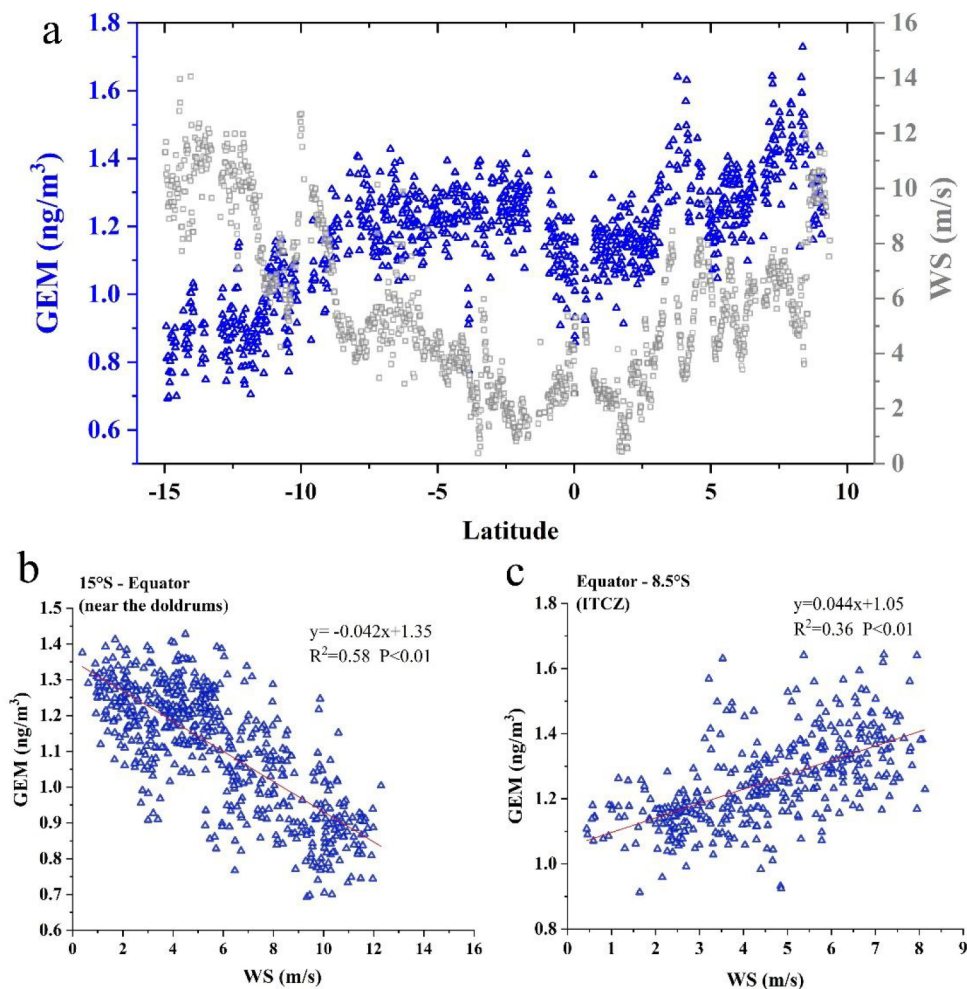 a
1.8
1.6
1.4
1.2
1.0
0.8
0.6
GEM (ng/m³)
16
14
12
10
8
6
4
2
0
WS (m/s)
-15 -10 -5 0 5 10
Latitude
b
15°S - Equator
(near the doldrums)
y= -0.042x+1.35
R²=0.58 P<0.01
1.5
1.4
1.3
1.2
1.1
1.0
0.9
0.8
0.7
0.6
GEM (ng/m³)
0 2 4 6 8 10 12 14 16
WS (m/s)
c
Equator - 8.5°S
(ITCZ)
y=0.044x+1.05
R²=0.36 P<0.01
1.8
1.6
1.4
1.2
1.0
0.8
GEM (ng/m³)
0 1 2 3 4 5 6 7 8 9
WS (m/s)